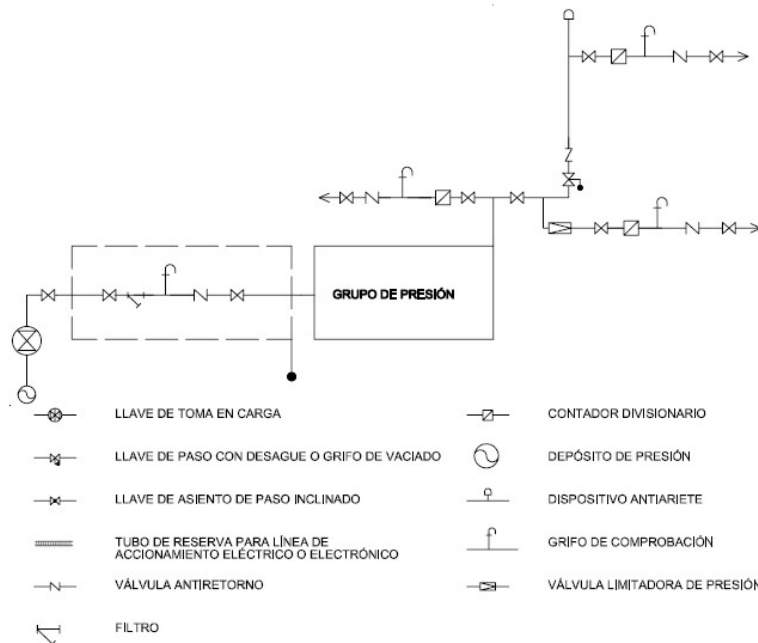 GRUPO DE PRESIÓN
LLAVE DE TOMA EN CARGA
LLAVE DE PASO CON DESAGUE O GRIFO DE VACIADO
LLAVE DE ASIENTO DE PASO INCLINADO
TUBO DE RESERVA PARA LÍNEA DE
ACCIONAMIENTO ELÉCTRICO O ELECTRÓNICO
VÁLVULA ANTIRETORNO
FILTRO
CONTADOR DIVISIONARIO
DEPÓSITO DE PRESIÓN
DISPOSITIVO ANTIARIETE
GRIFO DE COMPROBACIÓN
VÁLVULA LIMITADORA DE PRESIÓN